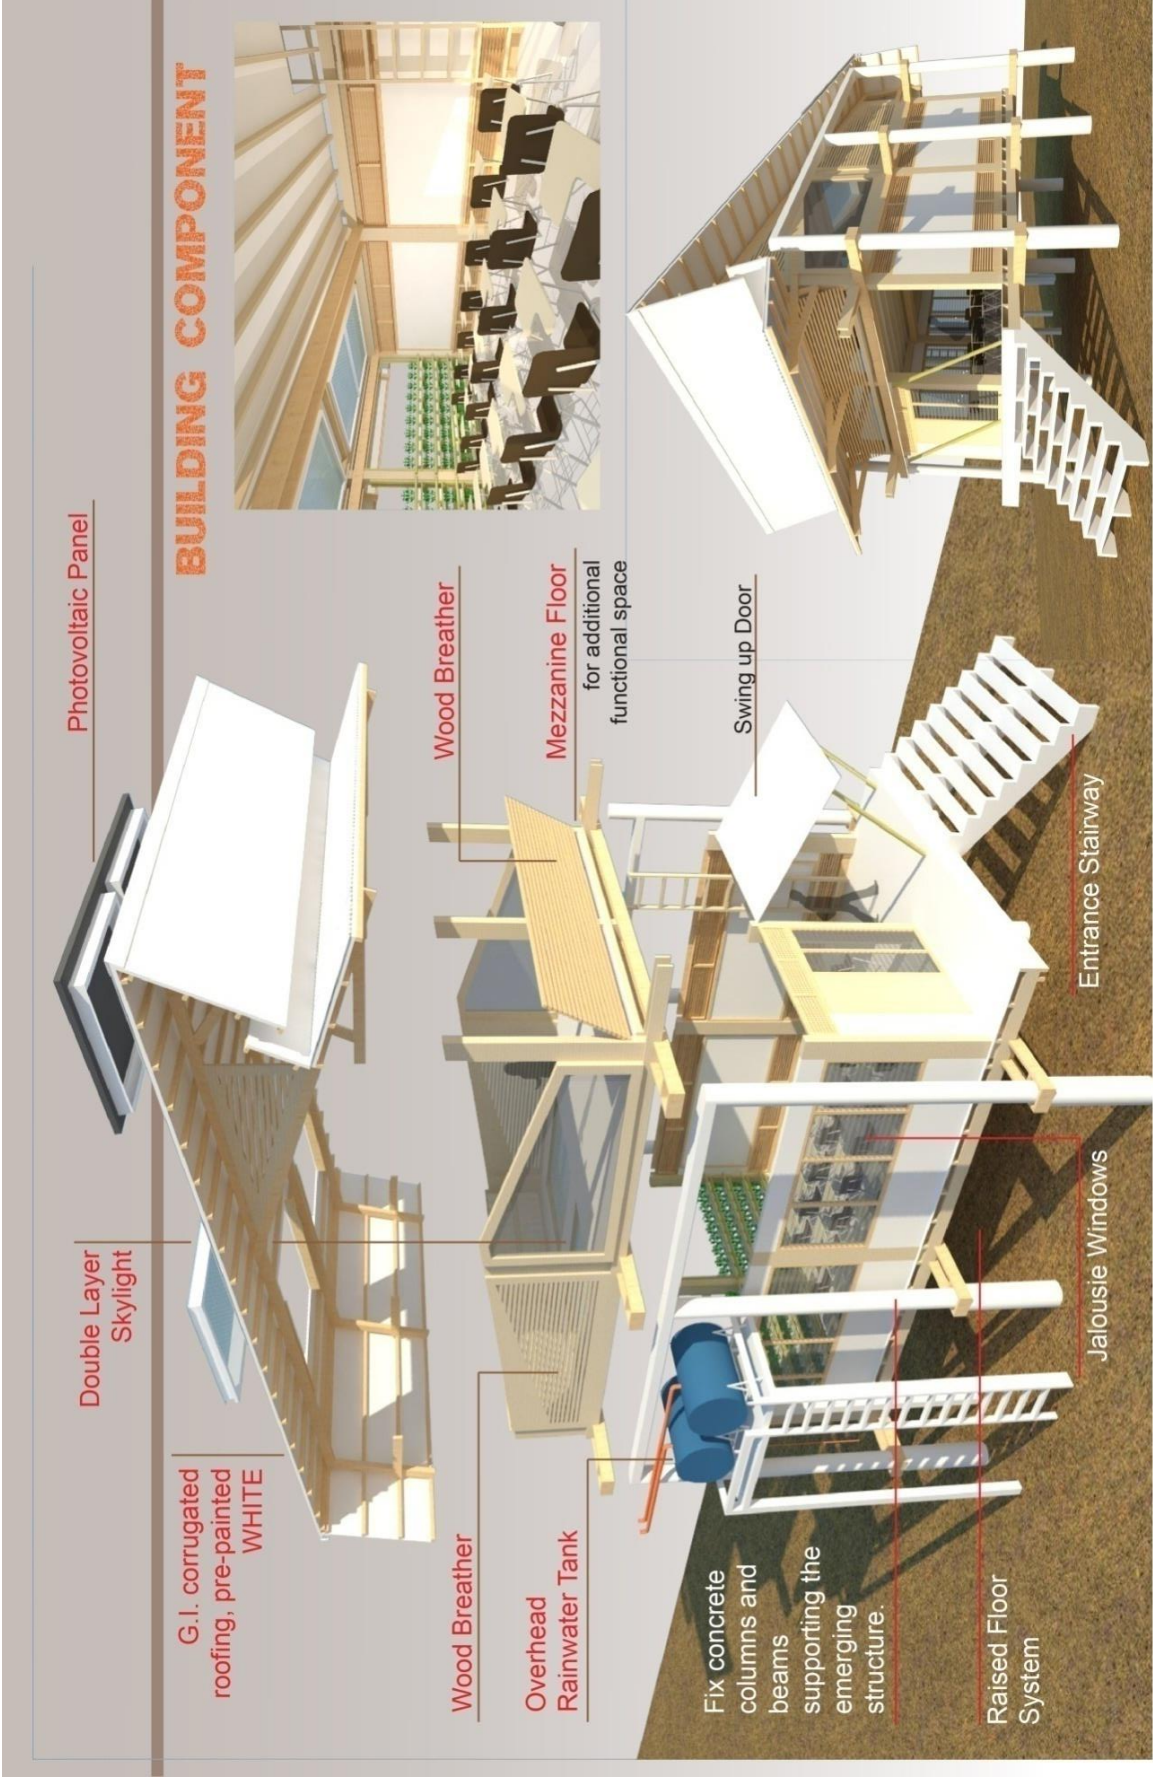 BUILDING COMPONENT
Photovoltaic Panel
Double Layer
Skylight
G.I. corrugated
roofing, pre-painted
WHITE
Wood Breather
Mezzanine Floor
for additional
functional space
Wood Breather
Overhead
Rainwater Tank
Swing up Door
Fix concrete
columns and
beams
supporting the
emerging
structure.
Raised Floor
System
Jalousie Windows
Entrance Stairway